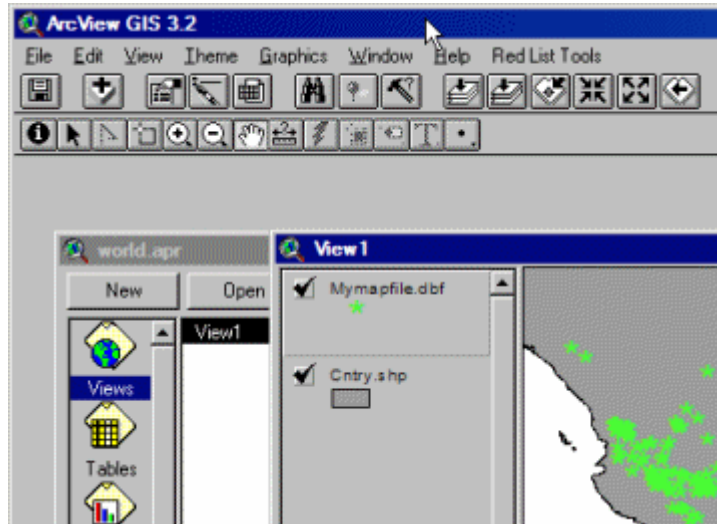 ArcView GIS 3.2
File Edit View Theme Graphics Window Help Red List Tools
world.apr
View1
New Open
Mymapfile.dbf
View1
Cntry.shp
Views
Tables